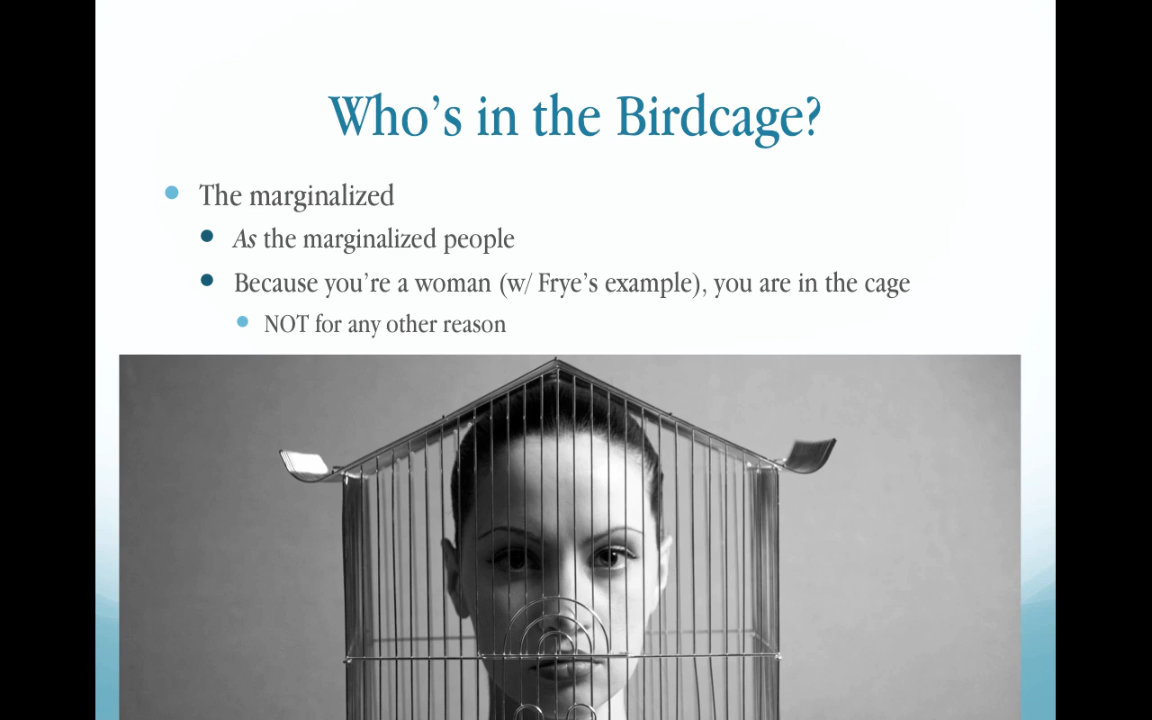 Who's in the Birdcage?
The marginalized
As the marginalized people
Because you're a woman (w/ Frye's example), you are in the cage
NOT for any other reason